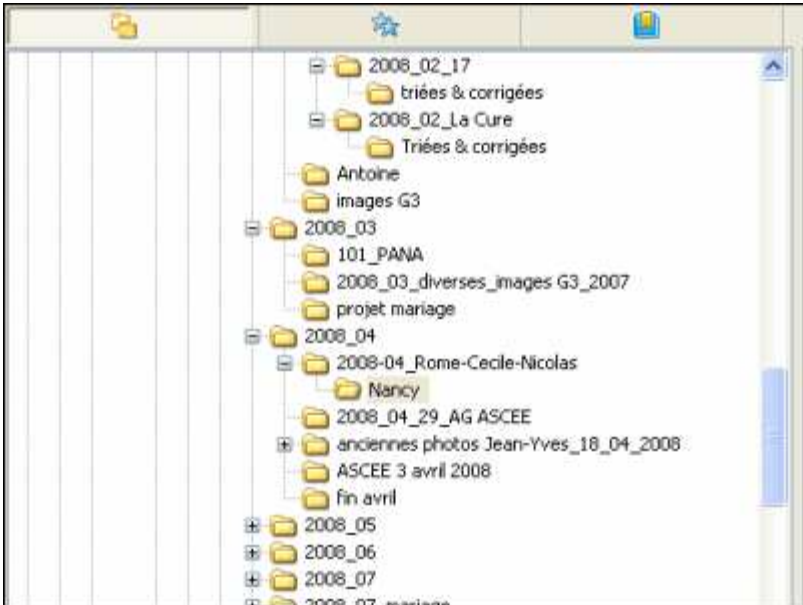 2008_02_17
triées & corrigées
2008_02_La Cure
Triées & corrigées
Antoine
images G3
2008_03
101_PANA
2008_03_diverses_images G3_2007
projet mariage
2008_04
2008-04_Rome-Cecile-Nicolas
Nancy
2008_04_29_AG ASCEE
anciennes photos Jean-Yves_18_04_2008
ASCEE 3 avril 2008
fin avril
2008_05
2008_06
2008_07
2008_07_mariage